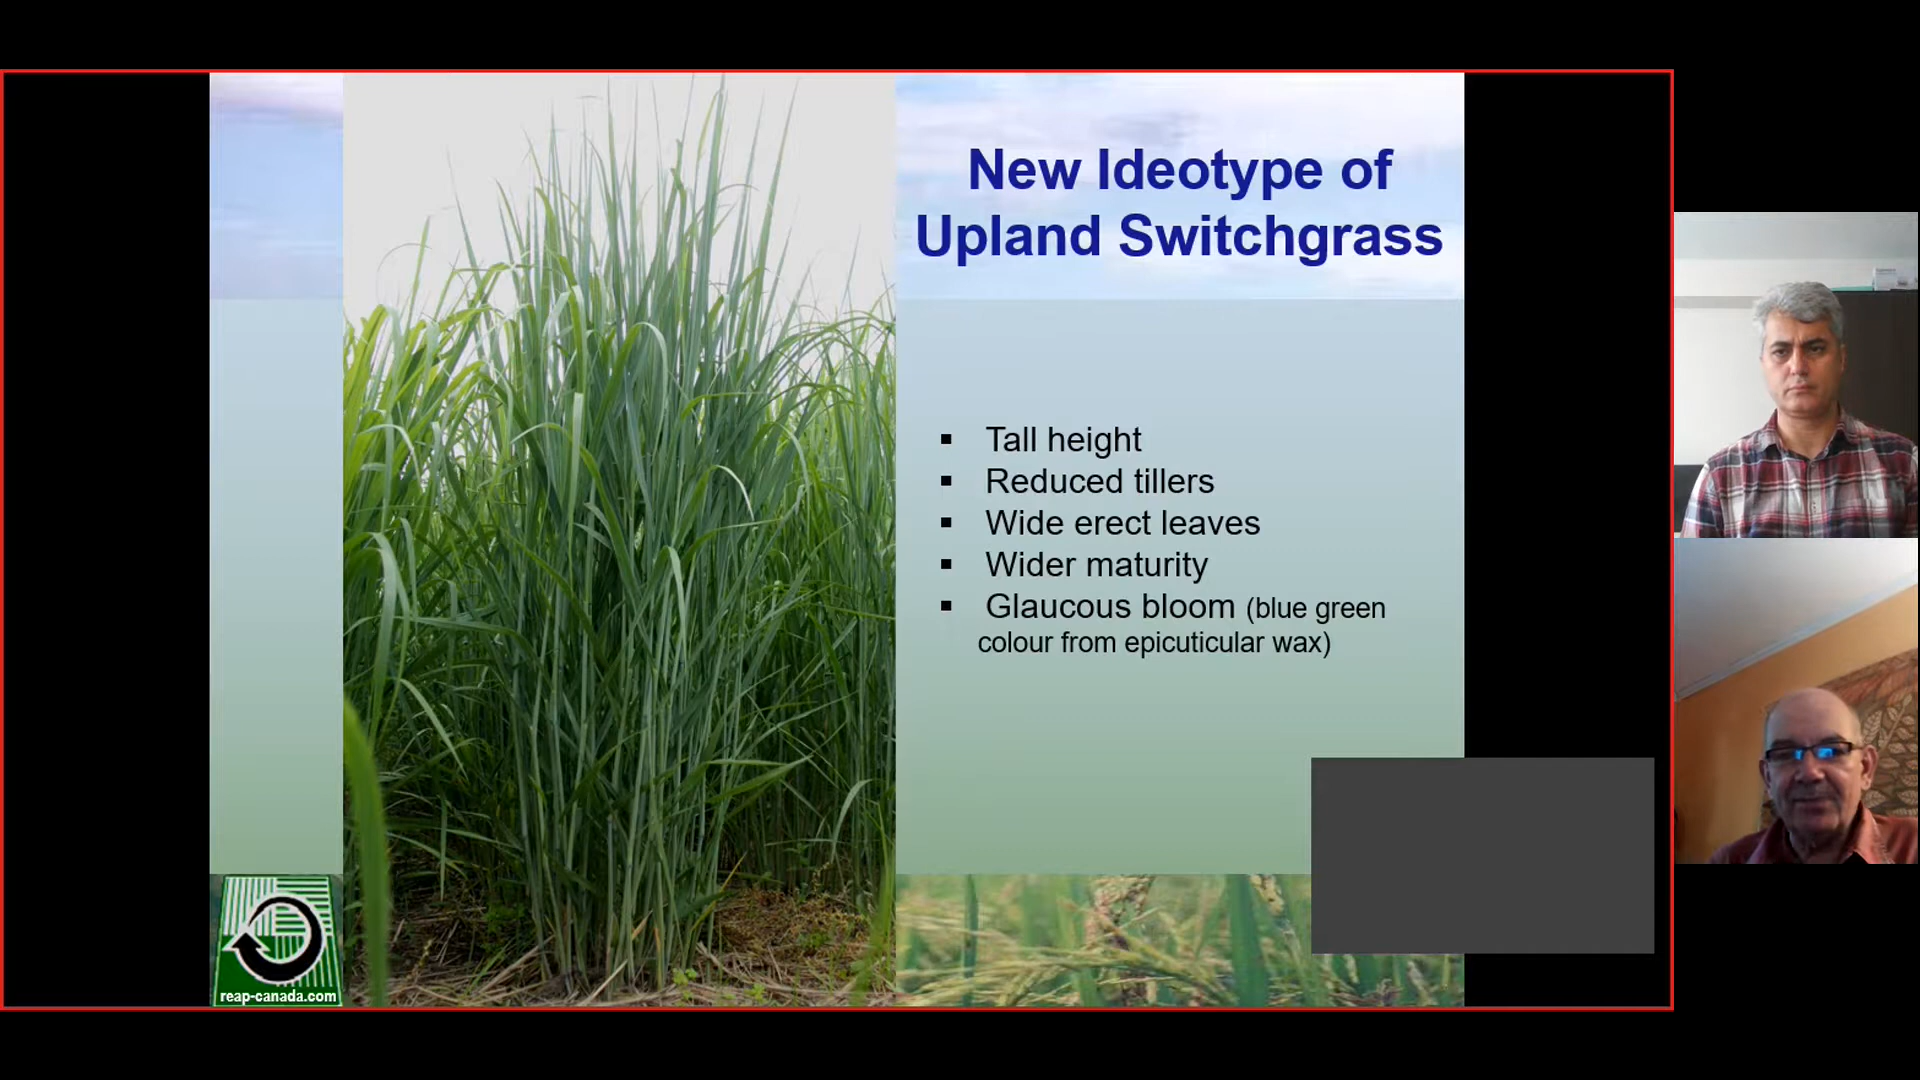 New Ideotype of
Upland Switchgrass
▪ Tall height
▪ Reduced tillers
▪ Wide erect leaves
▪ Wider maturity
▪ Glaucous bloom (blue green
colour from epicuticular wax)
reap-canada.com